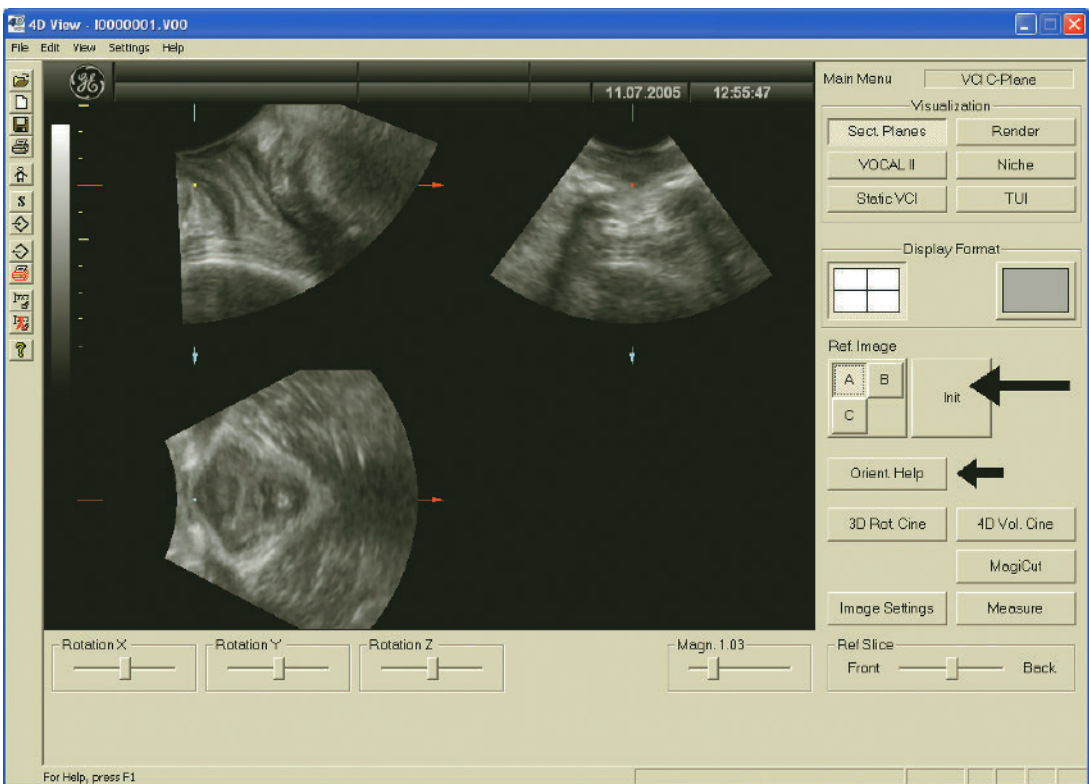 4D View - I0000001.V00
File Edit View Settings Help
GE
11.07.2005 12:55:47
Main Menu VCI C-Plane
Visualization
Sect. Planes Render
VOCAL II Niche
Static VCI TUI
Display Format
Ref. Image
A B
C
Init
Orient. Help
3D Rot. Cine 4D Vol. Cine
MagiCut
Image Settings Measure
Rotation X Rotation Y Rotation Z Magn. 1.03 Ref Slice
Front Back
For Help, press F1